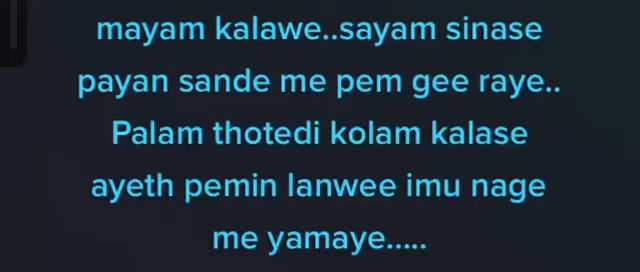 mayam kalawe..sayam sinase
payan sande me pem gee raye..
Palam thotedi kolam kalase
ayeth pemin lanwee imu nage
me yamaye.....